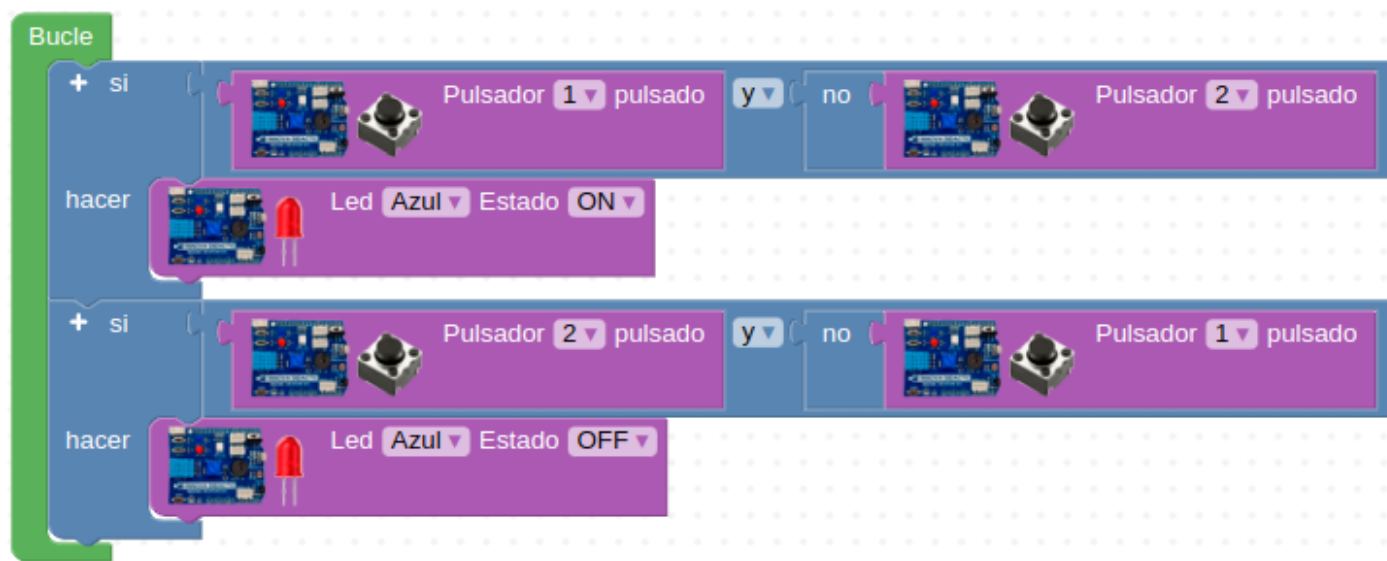 Bucle
si Pulsador 1 pulsado y no Pulsador 2 pulsado
hacer Led Azul Estado ON
si Pulsador 2 pulsado y no Pulsador 1 pulsado
hacer Led Azul Estado OFF